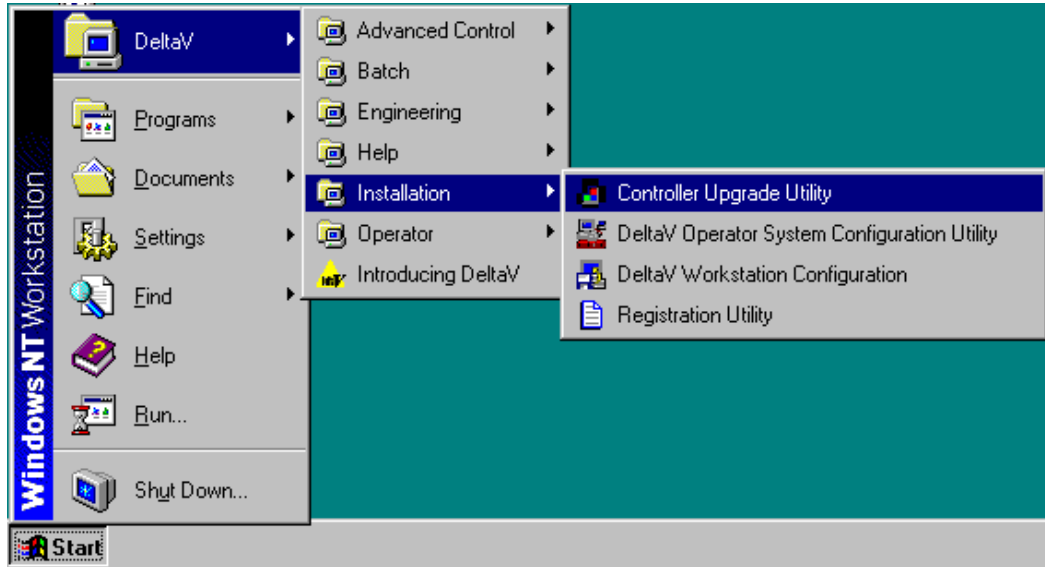 Windows NT Workstation
DeltaV
Programs
Documents
Settings
Find
Help
Run...
Shut Down...
Advanced Control
Batch
Engineering
Help
Installation
Operator
Introducing DeltaV
Controller Upgrade Utility
DeltaV Operator System Configuration Utility
DeltaV Workstation Configuration
Registration Utility
Start